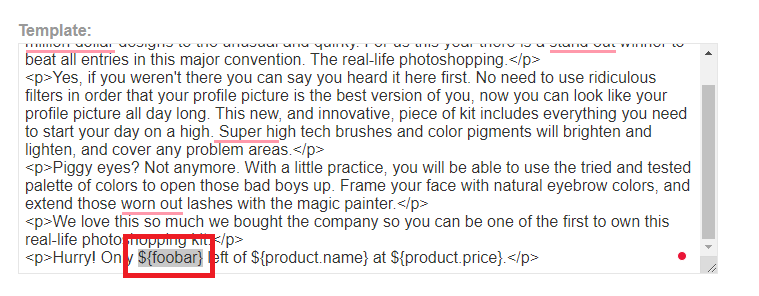 Template:
million dollar designs to the unusual and quirky. For us this year there is a stand out winner to
beat all entries in this major convention. The real-life photoshopping.</p>
<p>Yes, if you weren't there you can say you heard it here first. No need to use ridiculous
filters in order that your profile picture is the best version of you, now you can look like your
profile picture all day long. This new, and innovative, piece of kit includes everything you need
to start your day on a high. Super high tech brushes and color pigments will brighten and
lighten, and cover any problem areas.</p>
<p>Piggy eyes? Not anymore. With a little practice, you will be able to use the tried and tested
palette of colors to open those bad boys up. Frame your face with natural eyebrow colors, and
extend those worn out lashes with the magic painter.</p>
<p>We love this so much we bought the company so you can be one of the first to own this
real-life photoshopping kit.</p>
<p>Hurry! Only ${foobar} left of ${product.name} at ${product.price}.</p>